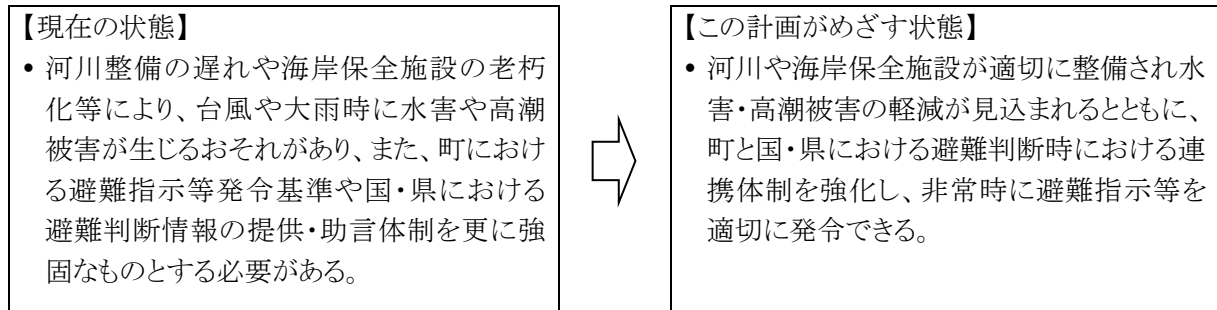 【現在の状態】
• 河川整備の遅れや海岸保全施設の老朽
化等により、台風や大雨時に水害や高潮
被害が生じるおそれがあり、また、町におけ
る避難指示等発令基準や国・県における
避難判断情報の提供・助言体制を更に強
固なものとする必要がある。
【この計画がめざす状態】
• 河川や海岸保全施設が適切に整備され水
害・高潮被害の軽減が見込まれるとともに、
町と国・県における避難判断時における連
携体制を強化し、非常時に避難指示等を
適切に発令できる。